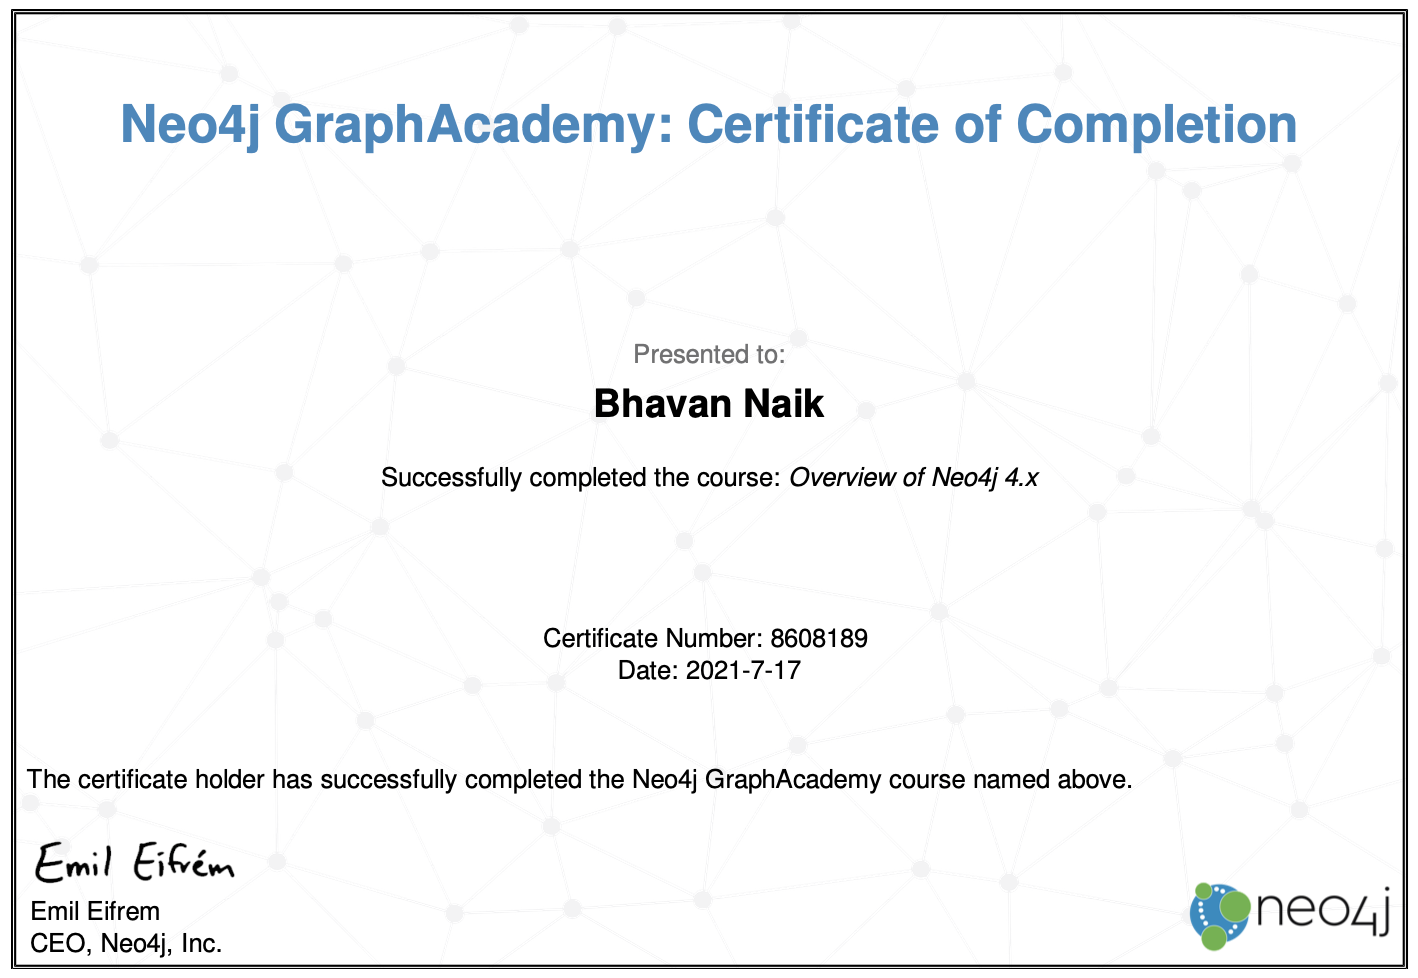 Neo4j GraphAcademy: Certificate of Completion
Presented to:
Bhavan Naik
Successfully completed the course: Overview of Neo4j 4.x
Certificate Number: 8608189
Date: 2021-7-17
The certificate holder has successfully completed the Neo4j GraphAcademy course named above.
Emil Eifrém
Emil Eifrem
CEO, Neo4j, Inc.
neo4j